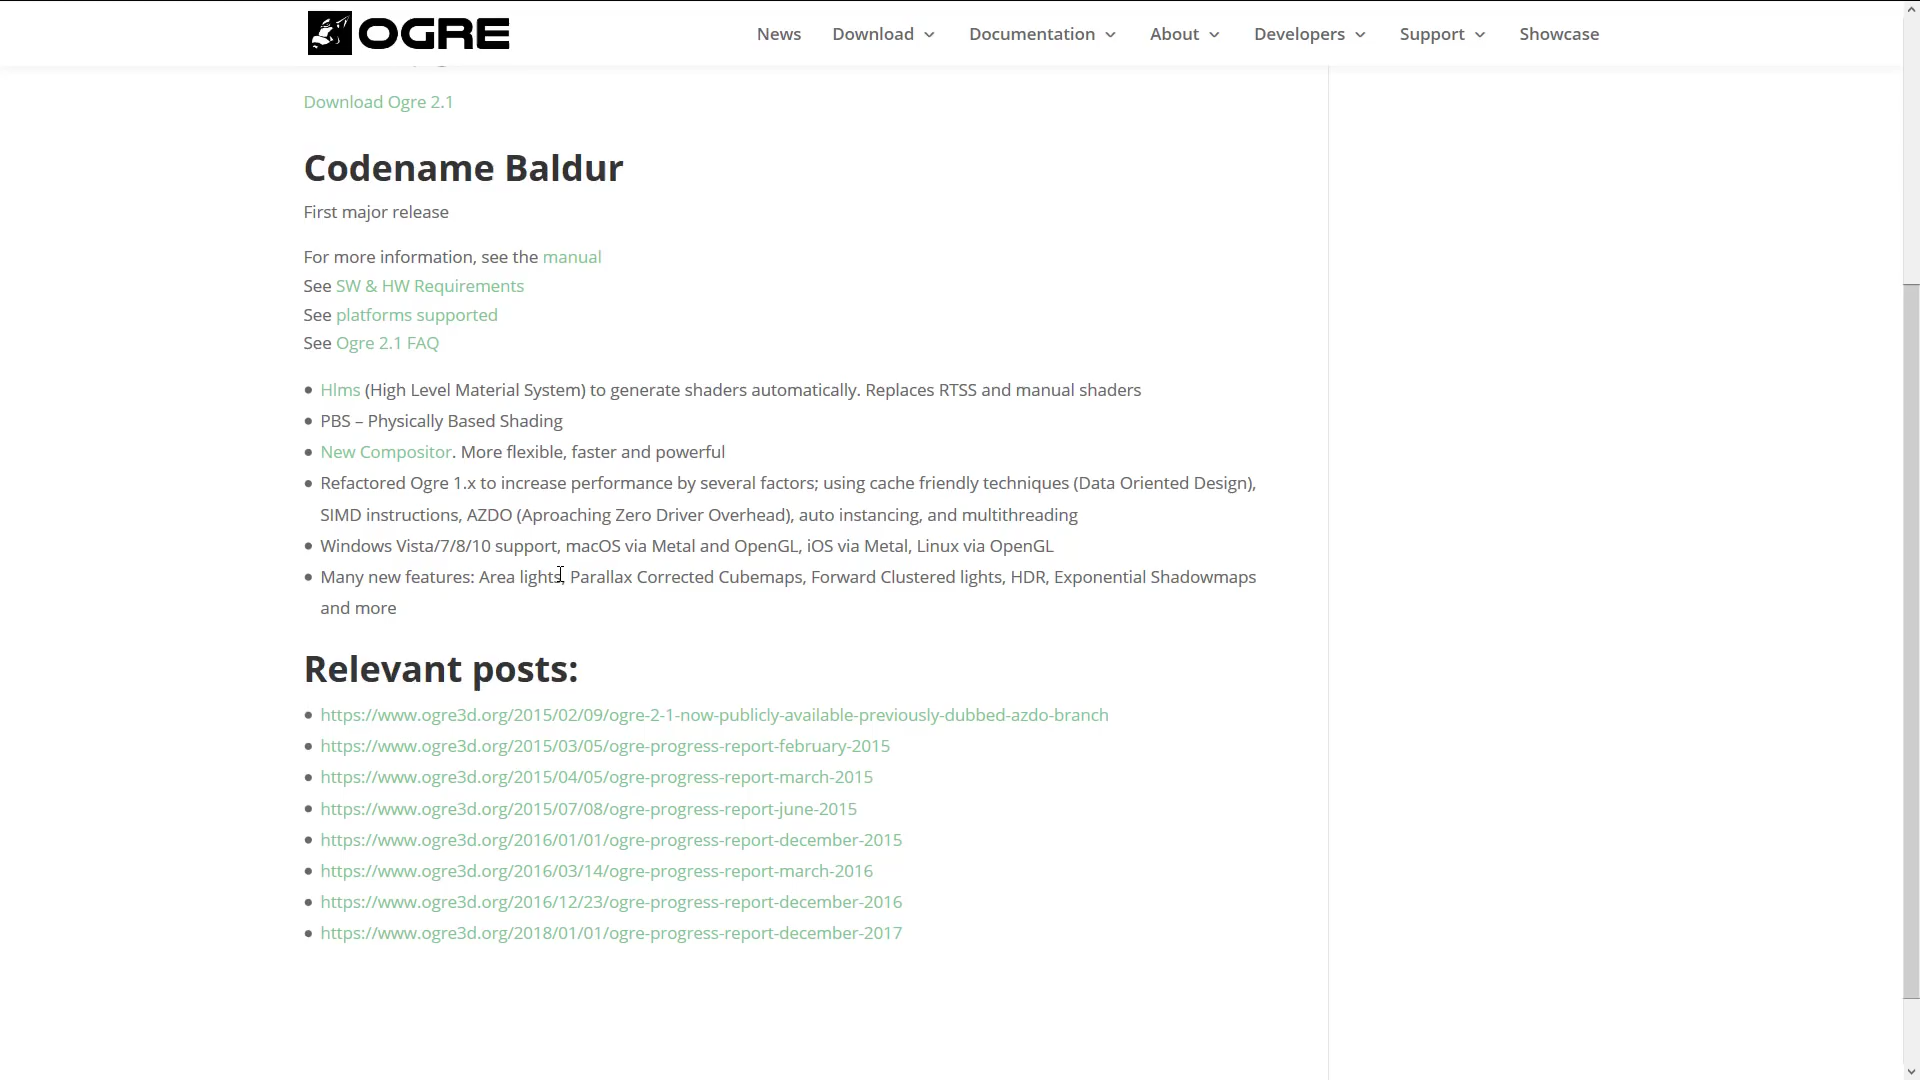 OGRE
News
Download
Documentation
About
Developers
Support
Showcase
Download Ogre 2.1
Codename Baldur
First major release
For more information, see the manual
See SW & HW Requirements
See platforms supported
See Ogre 2.1 FAQ
Hlms (High Level Material System) to generate shaders automatically. Replaces RTSS and manual shaders
PBS – Physically Based Shading
New Compositor. More flexible, faster and powerful
Refactored Ogre 1.x to increase performance by several factors; using cache friendly techniques (Data Oriented Design),
SIMD instructions, AZDO (Aproaching Zero Driver Overhead), auto instancing, and multithreading
Windows Vista/7/8/10 support, macOS via Metal and OpenGL, iOS via Metal, Linux via OpenGL
Many new features: Area lights, Parallax Corrected Cubemaps, Forward Clustered lights, HDR, Exponential Shadowmaps
and more
Relevant posts:
https://www.ogre3d.org/2015/02/09/ogre-2-1-now-publicly-available-previously-dubbed-azdo-branch
https://www.ogre3d.org/2015/03/05/ogre-progress-report-february-2015
https://www.ogre3d.org/2015/04/05/ogre-progress-report-march-2015
https://www.ogre3d.org/2015/07/08/ogre-progress-report-june-2015
https://www.ogre3d.org/2016/01/01/ogre-progress-report-december-2015
https://www.ogre3d.org/2016/03/14/ogre-progress-report-march-2016
https://www.ogre3d.org/2016/12/23/ogre-progress-report-december-2016
https://www.ogre3d.org/2018/01/01/ogre-progress-report-december-2017